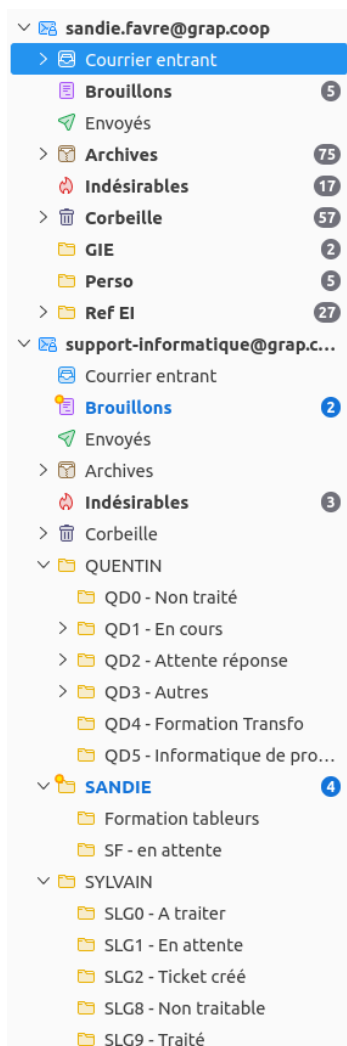 sandie.favre@grap.coop
Courrier entrant
Brouillons 5
Envoyés
Archives 75
Indésirables 17
Corbeille 57
GIE 2
Perso 5
Ref EI 27
support-informatique@grap.c...
Courrier entrant
Brouillons 2
Envoyés
Archives
Indésirables 3
Corbeille
QUENTIN
QD0 - Non traité
QD1 - En cours
QD2 - Attente réponse
QD3 - Autres
QD4 - Formation Transfo
QD5 - Informatique de pro...
SANDIE 4
Formation tableurs
SF - en attente
SYLVAIN
SLG0 - A traiter
SLG1 - En attente
SLG2 - Ticket créé
SLG8 - Non traitable
SLG9 - Traité